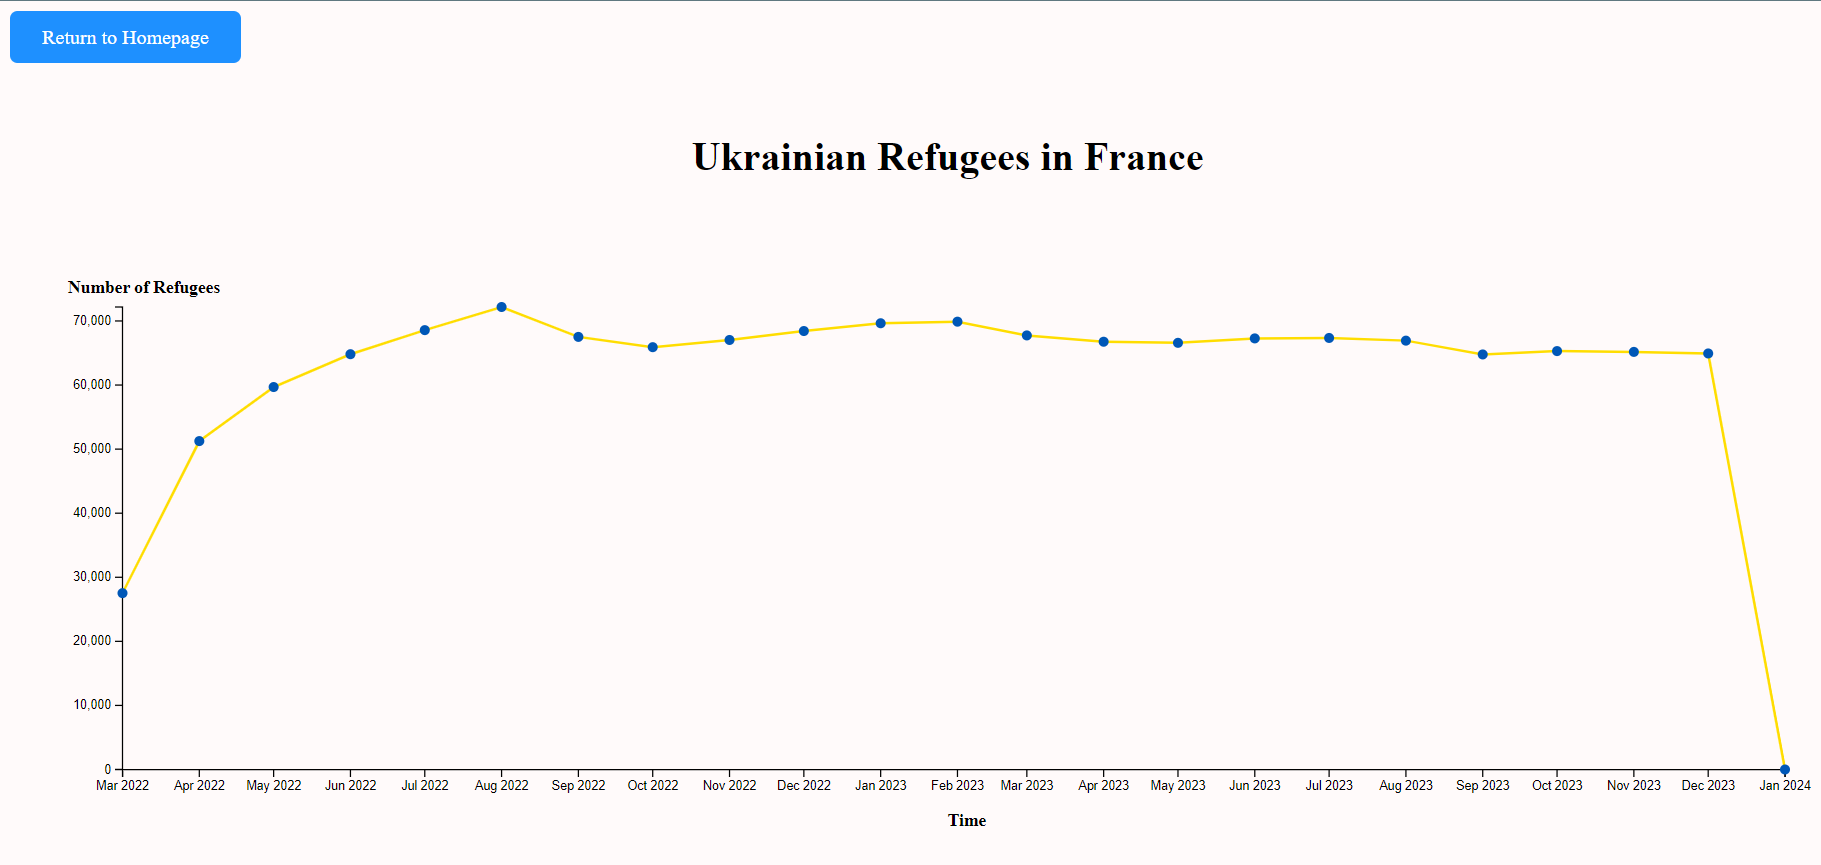 Return to Homepage
Ukrainian Refugees in France
Number of Refugees
70,000
60,000
50,000
40,000
30,000
20,000
10,000
0
Mar 2022 Apr 2022 May 2022 Jun 2022 Jul 2022 Aug 2022 Sep 2022 Oct 2022 Nov 2022 Dec 2022 Jan 2023 Feb 2023 Mar 2023 Apr 2023 May 2023 Jun 2023 Jul 2023 Aug 2023 Sep 2023 Oct 2023 Nov 2023 Dec 2023 Jan 2024
Time